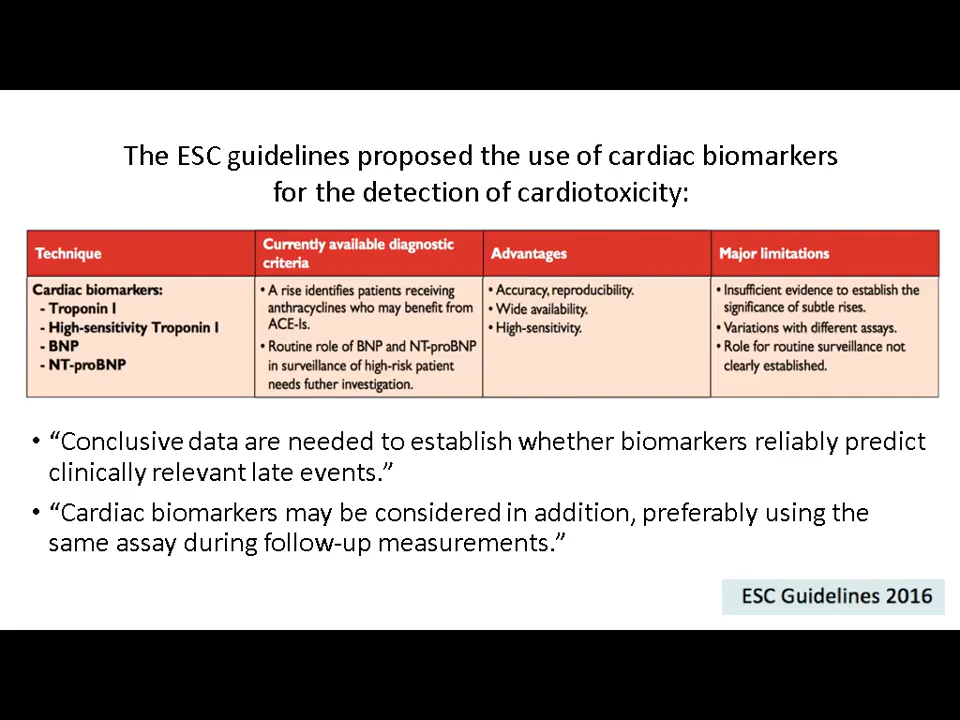 The ESC guidelines proposed the use of cardiac biomarkers
for the detection of cardiotoxicity:
Technique
Currently available diagnostic
criteria
Advantages
Major limitations
Cardiac biomarkers:
- Troponin I
- High-sensitivity Troponin I
- BNP
- NT-proBNP
• A rise identifies patients receiving
anthracyclines who may benefit from
ACE-Is.
• Routine role of BNP and NT-proBNP
in surveillance of high-risk patient
needs futher investigation.
• Accuracy, reproducibility.
• Wide availability.
• High-sensitivity.
• Insufficient evidence to establish the
significance of subtle rises.
• Variations with different assays.
• Role for routine surveillance not
clearly established.
• “Conclusive data are needed to establish whether biomarkers reliably predict
clinically relevant late events.”
• “Cardiac biomarkers may be considered in addition, preferably using the
same assay during follow-up measurements.”
ESC Guidelines 2016